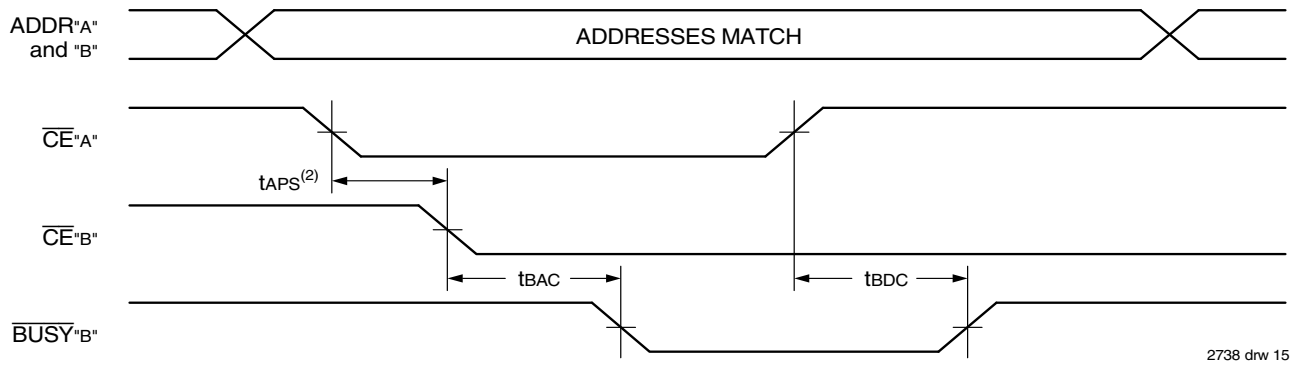 ADDR"A"
and "B"
ADDRESSES MATCH
CE"A"
tAPS(2)
CE"B"
tBAC
tBDC
BUSY"B"
2738 drw 15